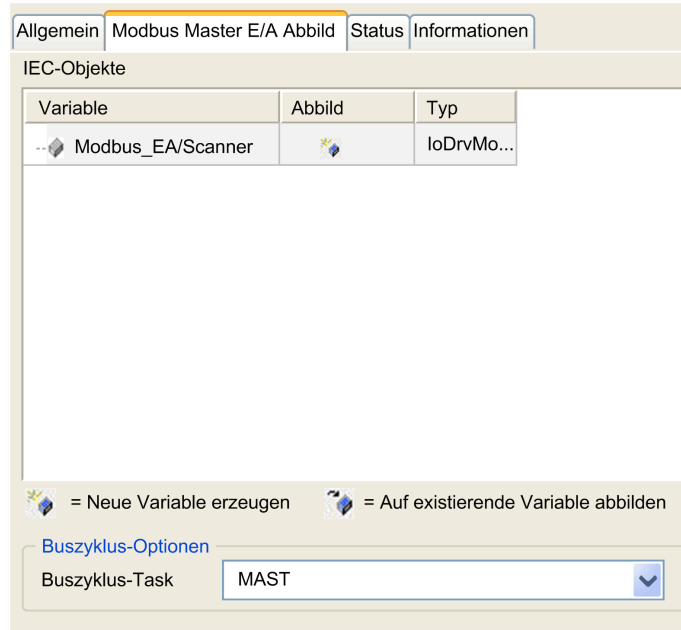 Allgemein Modbus Master E/A Abbild Status Informationen
IEC-Objekte
Variable Abbild Typ
Modbus_EA/Scanner IoDrvMo...
= Neue Variable erzeugen = Auf existierende Variable abbilden
Buszyklus-Optionen
Buszyklus-Task MAST